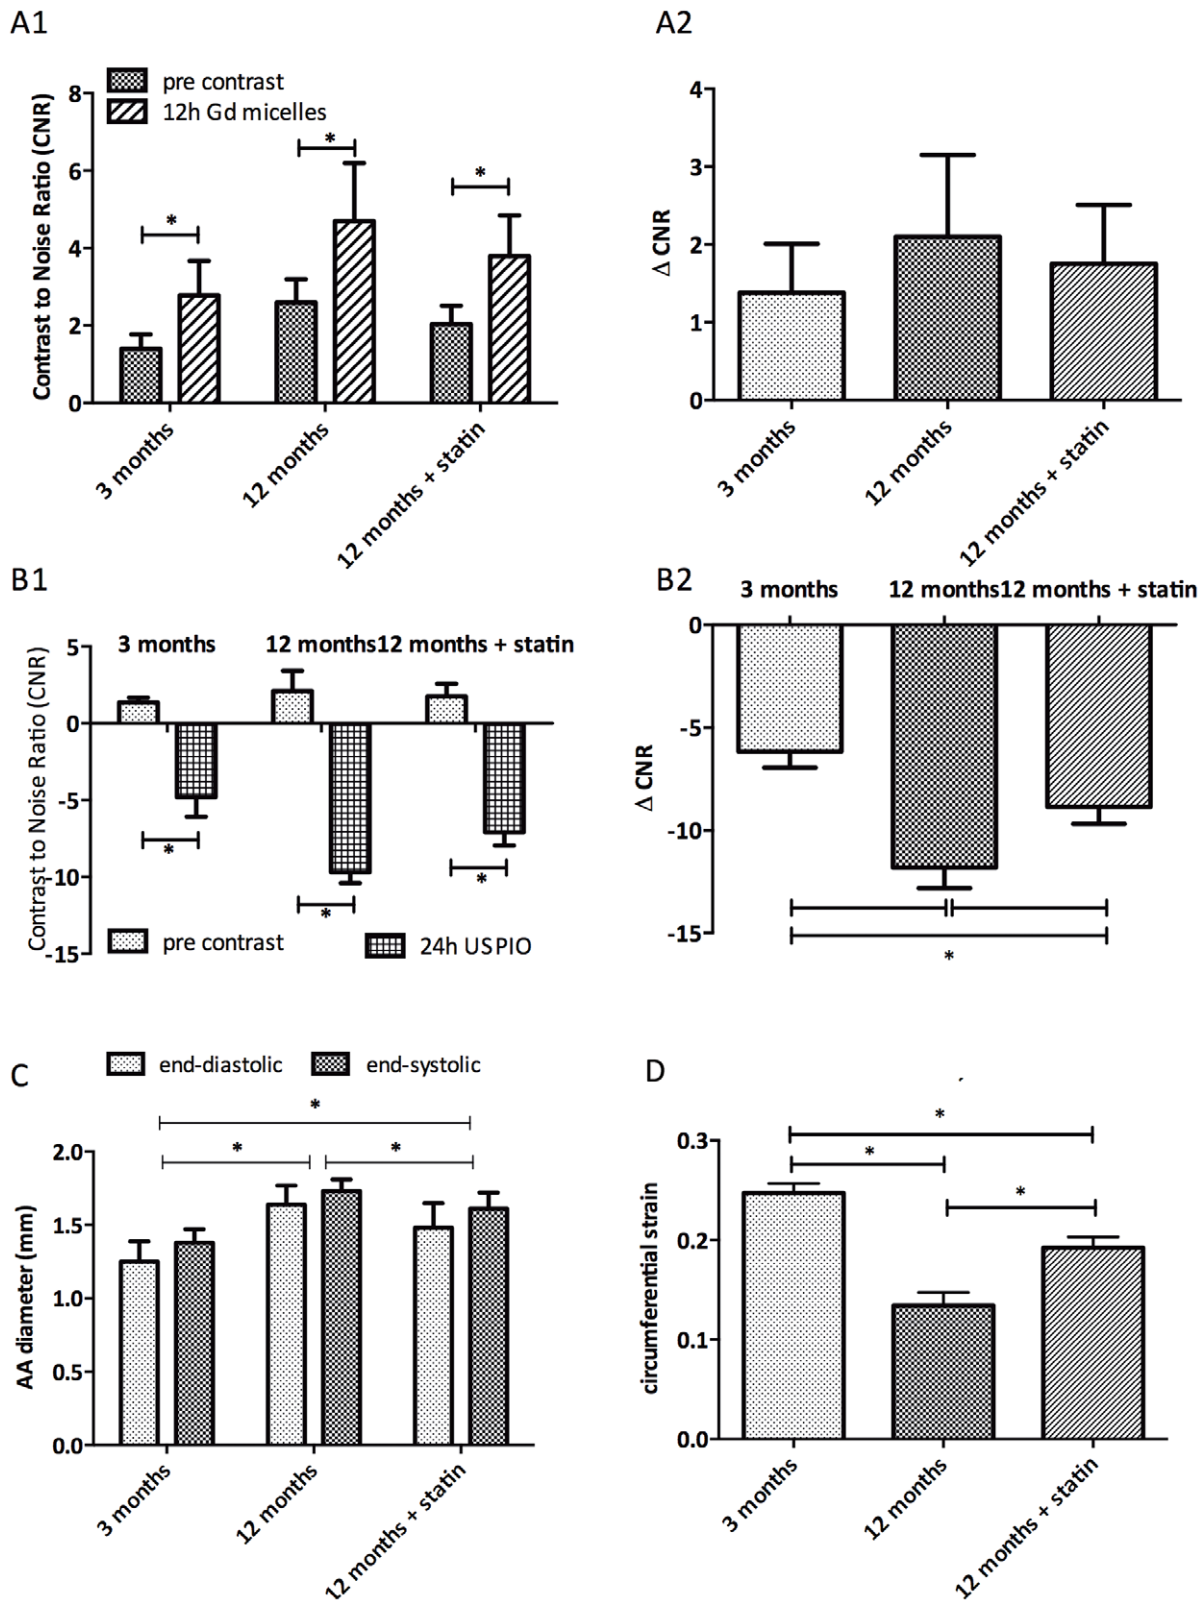 A1
A2
pre contrast
12h Gd micelles
Contrast to Noise Ratio (CNR)
8
6
4
2
0
*
*
*
3 months
12 months
12 months + statin
Δ CNR
4
3
2
1
0
3 months
12 months
12 months + statin
B1
B2
3 months 12 months 12 months + statin
Contrast to Noise Ratio (CNR)
5
0
-5
-10
-15
*
*
*
pre contrast
24h USPIO
3 months 12 months 12 months + statin
Δ CNR
0
-5
-10
-15
*
C
D
end-diastolic
end-systolic
*
*
*
AA diameter (mm)
2.0
1.5
1.0
0.5
0.0
3 months
12 months
12 months + statin
*
*
*
circumferential strain
0.3
0.2
0.1
0.0
3 months
12 months
12 months + statin